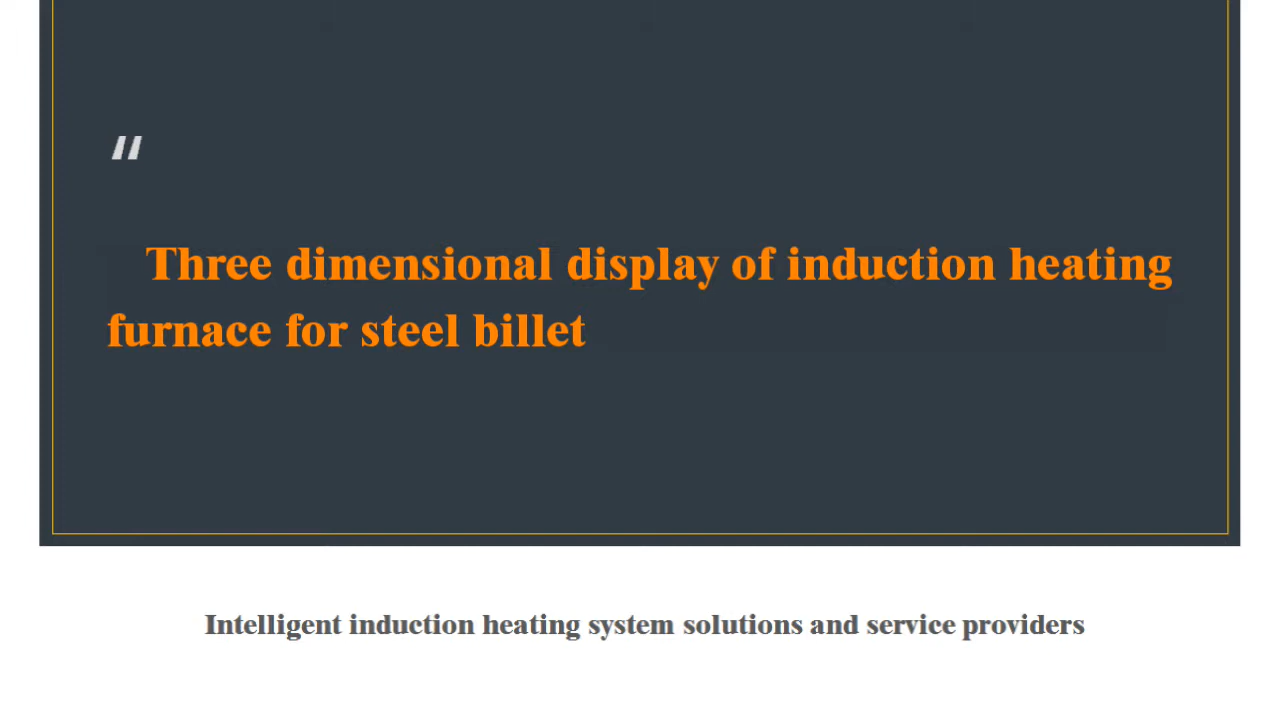 “
Three dimensional display of induction heating
furnace for steel billet
Intelligent induction heating system solutions and service providers